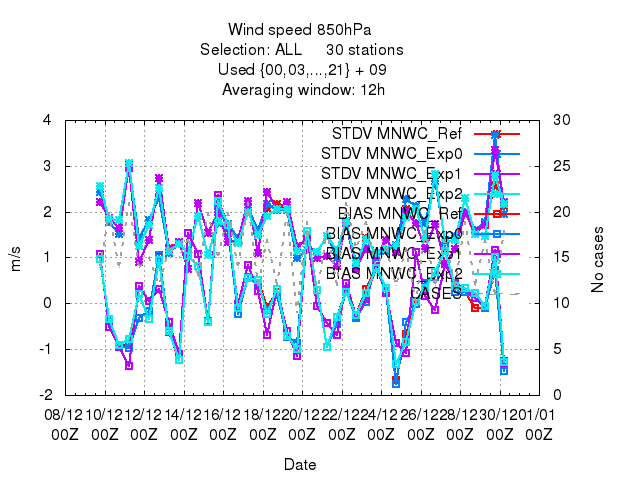 Wind speed 850hPa
Selection: ALL 30 stations
Used {00,03,...,21} + 09
Averaging window: 12h
4
3
2
1
0
-1
-2
m/s
30
25
20
15
10
5
0
No cases
STDV MNWC_Ref
STDV MNWC_Exp0
STDV MNWC_Exp1
STDV MNWC_Exp2
BIAS MNWC_Ref
BIAS MNWC_Exp0
BIAS MNWC_Exp1
BIAS MNWC_Exp2
CASES
08/12 10/12 12/12 14/12 16/12 18/12 20/12 22/12 24/12 26/12 28/12 30/12 01/01
00Z 00Z 00Z 00Z 00Z 00Z 00Z 00Z 00Z 00Z 00Z 00Z 00Z
Date